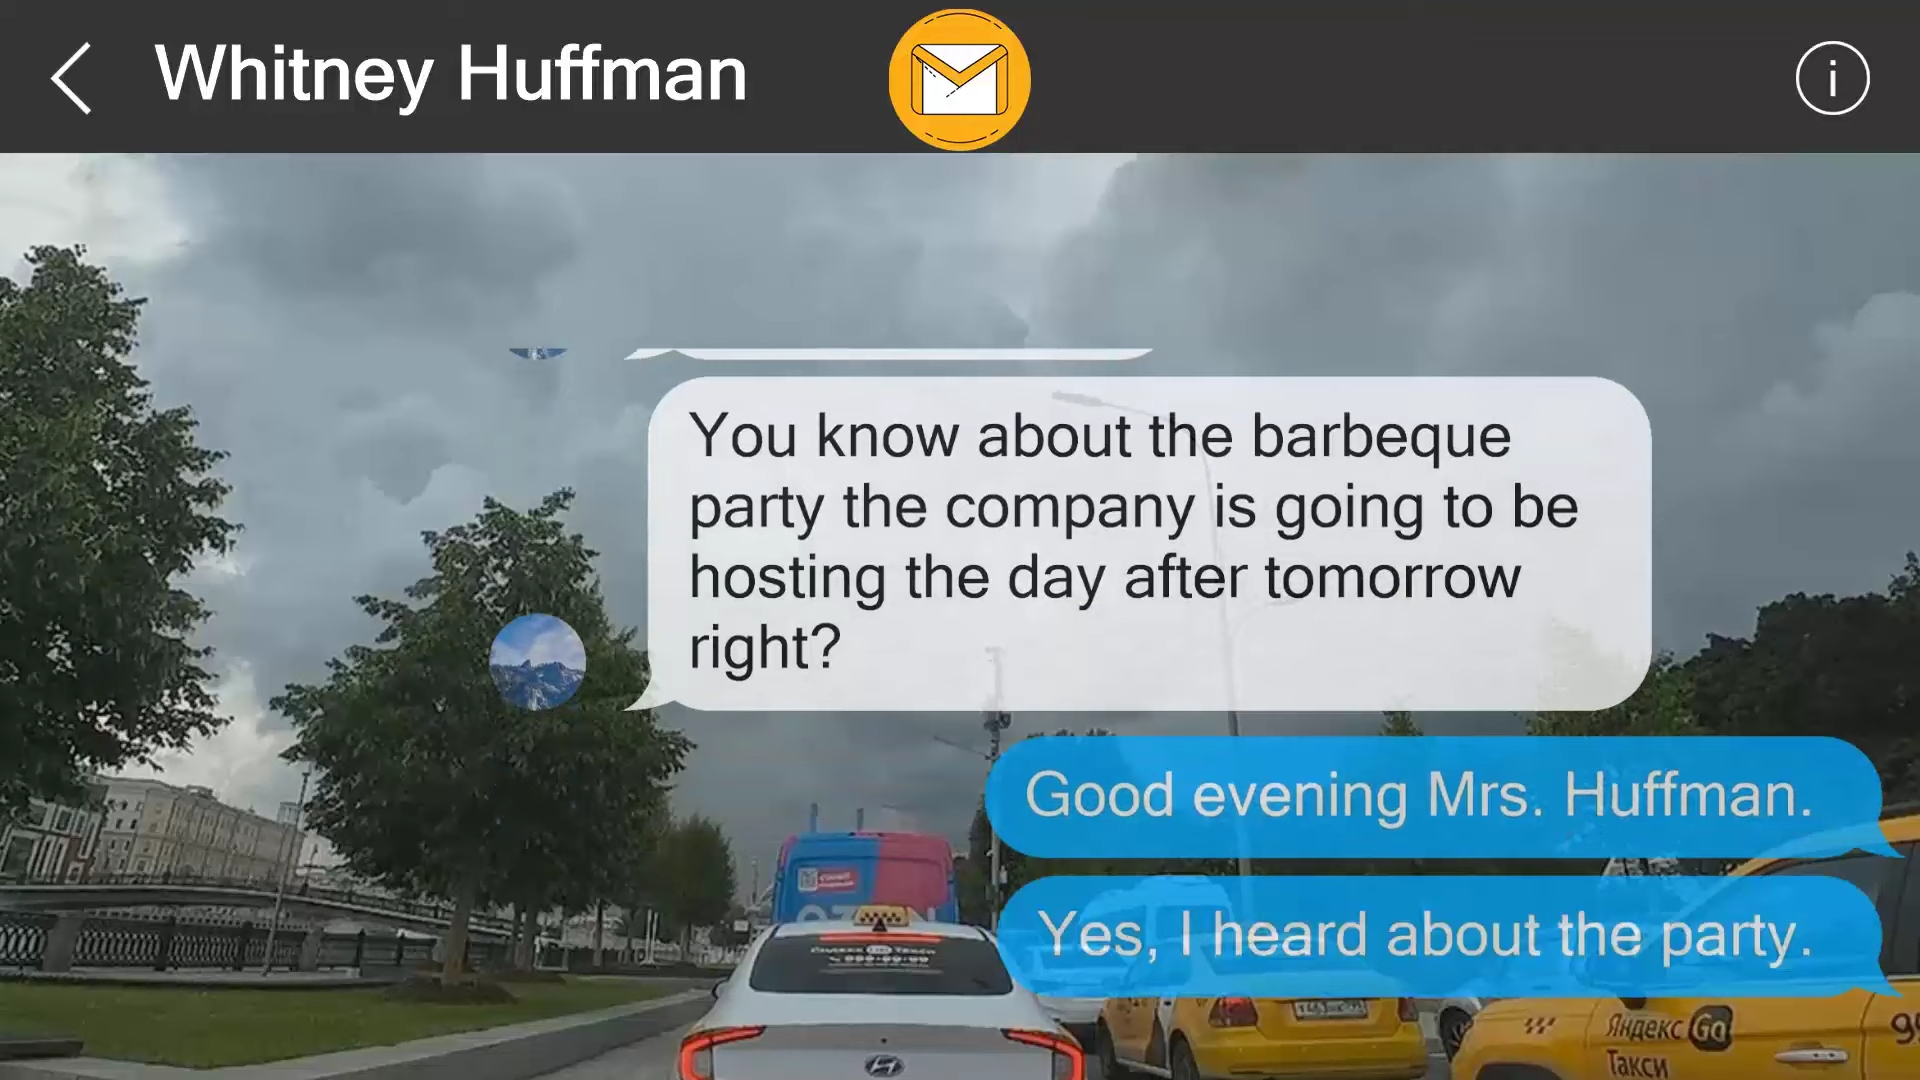 Whitney Huffman
i
You know about the barbeque
party the company is going to be
hosting the day after tomorrow
right?
Good evening Mrs. Huffman.
Yes, I heard about the party.
Яндекс Go
Такси